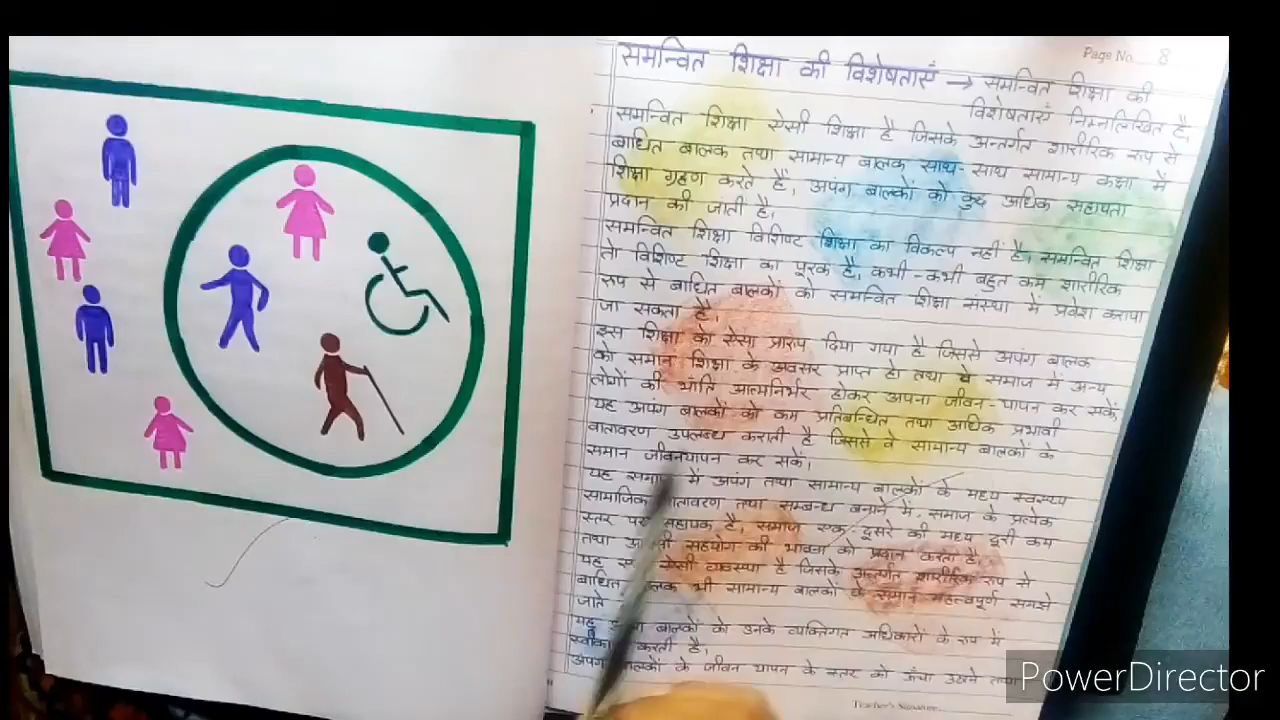 Page No. 8
समन्वित शिक्षा की विशेषताएं → समन्वित शिक्षा की
विशेषताएं निम्नलिखित है,
समन्वित शिक्षा ऐसी शिक्षा है जिसके अन्तर्गत शारीरिक रूप से
बाधित बालक तथा सामान्य बालक साथ-साथ सामान्य कक्षा में
शिक्षा ग्रहण करते हैं, अपंग बालकों को कुछ अधिक सहायता
प्रदान की जाती है,
समन्वित शिक्षा विशिष्ट शिक्षा का विकल्प नहीं है, समन्वित शिक्षा
तो विशिष्ट शिक्षा का पूरक है, कभी-कभी बहुत कम शारीरिक
रूप से बाधित बालकों को समन्वित शिक्षा संस्था में प्रवेश कराया
जा सकता है,
इस शिक्षा को ऐसा प्रारूप दिया गया है जिससे अपंग बालक
को समान शिक्षा के अवसर प्राप्त हो तथा वे समाज में अन्य
लोगों की भाँति आत्मनिर्भर होकर अपना जीवन-यापन कर सकें
यह अपंग बालकों को कम प्रतिबन्धित तथा अधिक प्रभावी
वातावरण उपलब्ध कराती है जिससे वे सामान्य बालकों के
समान जीवनयापन कर सकें,
यह में अपंग तथा सामान्य बालकों के मध्य स्वस्थ्य
सामाजिक वातावरण तथा सम्बन्ध बनाने में, समाज के प्रत्येक
स्तर पर सहायक है, समाज एक-दूसरे की मध्य दूरी कम
तथा सहयोग की भावना को प्रदान करता है,
यह ऐसी व्यवस्था है जिसके अन्तर्गत शारीरिक रूप से
बाधित भी सामान्य बालकों के समान महत्वपूर्ण समझे
जाते
यह बालकों को उनके व्यक्तिगत अधिकारों के रूप में
करती है,
अपंग बालकों के जीवन यापन के स्तर को ऊँचा उठाने
Teacher's Signature
PowerDirector